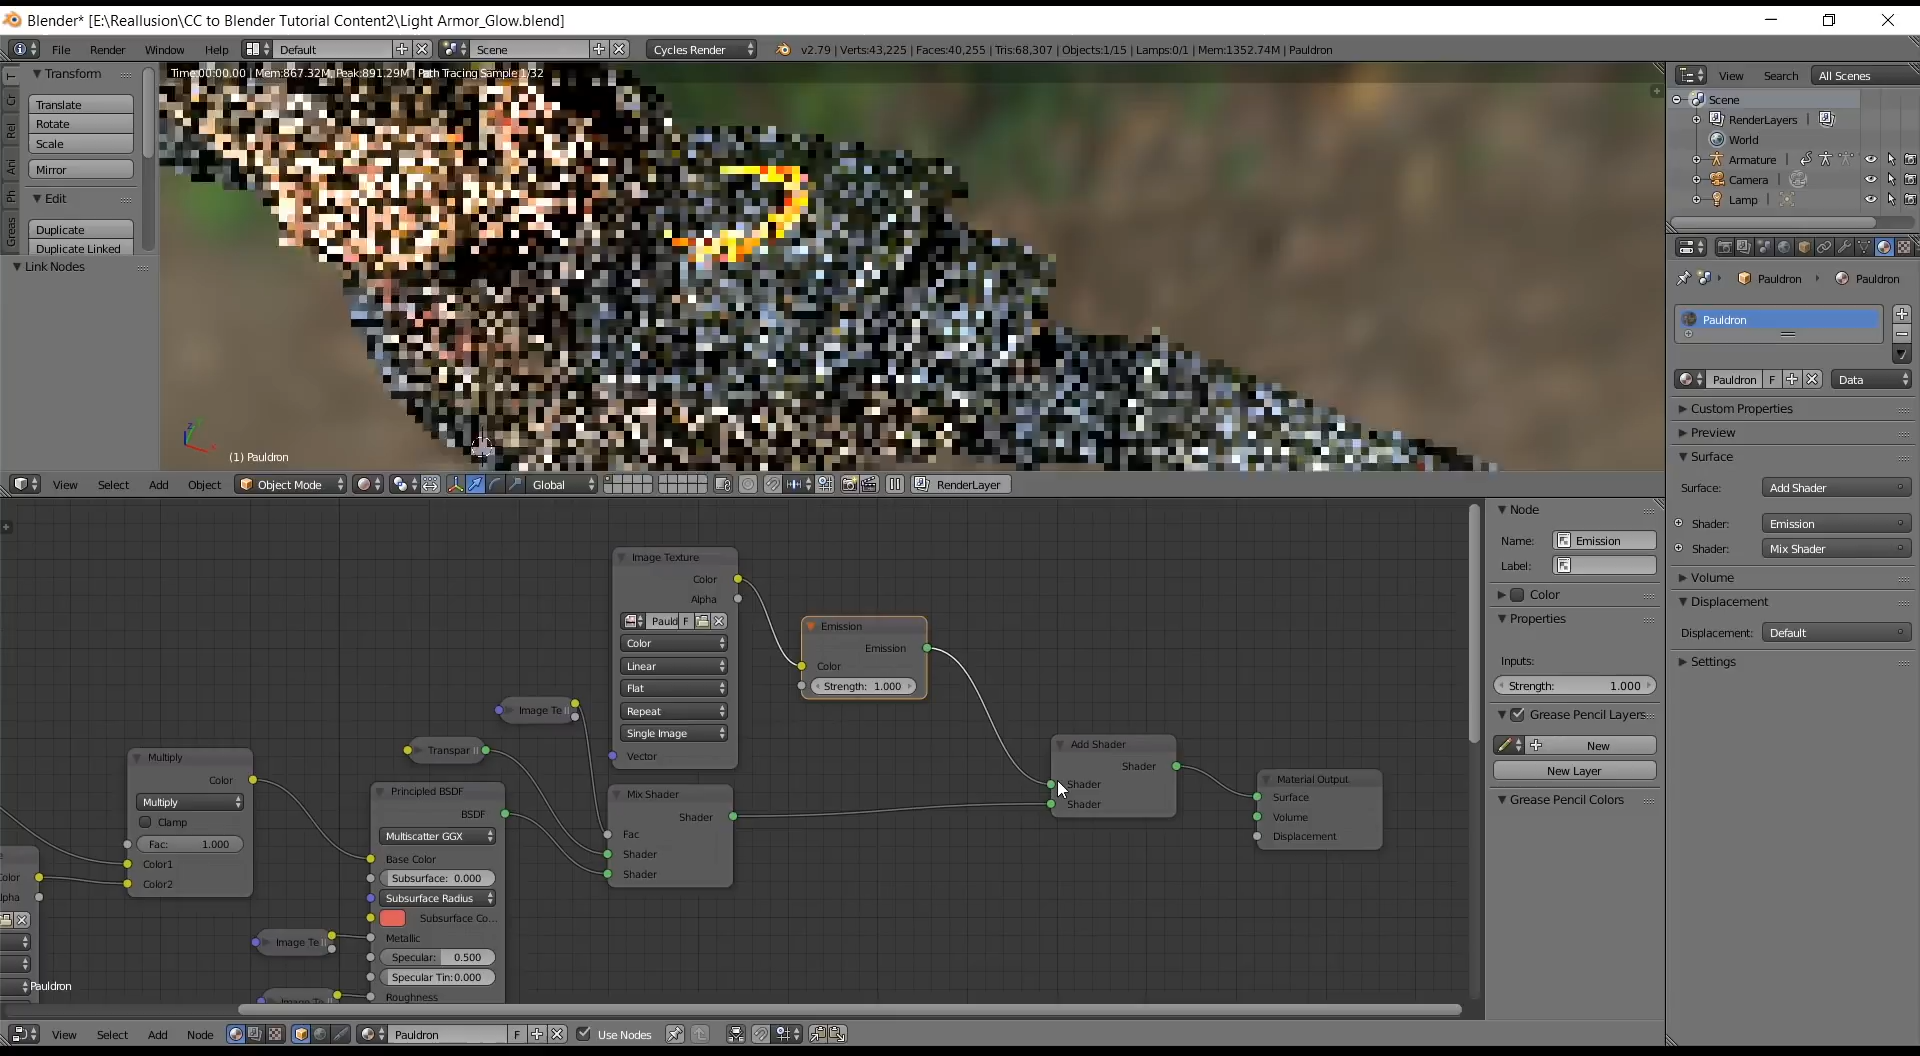 Blender* [E:\Reallusion\CC to Blender Tutorial Content2\Light Armor_Glow.blend]
File Render Window Help Default Scene Cycles Render v2.79 | Verts:43,225 | Faces:40,255 | Tris:68,307 | Objects:1/15 | Lamps:0/1 | Mem:1352.74M | Pauldron
Transform
Translate
Rotate
Scale
Mirror
Edit
Duplicate
Duplicate Linked
Link Nodes
T
Cr
Rel
Ani
Ph
Greas
Time:00:00.00 | Mem:867.32M, Peak:891.29M | Path Tracing Sample 1/32
(1) Pauldron
View Select Add Object Object Mode Global RenderLayer
View Search All Scenes
Scene
RenderLayers |
World
Armature |
Camera |
Lamp |
Pauldron Pauldron
Pauldron
Pauldron F Data
Custom Properties
Preview
Surface
Surface: Add Shader
Shader: Emission
Shader: Mix Shader
Volume
Displacement
Displacement: Default
Settings
Image Texture
Color
Alpha
Pauld F
Color
Linear
Flat
Repeat
Single Image
Vector
Emission
Emission
Color
Strength: 1.000
Image Te
Transpar
Multiply
Color
Multiply
Clamp
Fac: 1.000
Color1
Color2
Principled BSDF
BSDF
Multiscatter GGX
Base Color
Subsurface: 0.000
Subsurface Radius
Subsurface Co...
Metallic
Specular: 0.500
Specular Tin:0.000
Roughness
Mix Shader
Shader
Fac
Shader
Shader
Add Shader
Shader
Shader
Shader
Material Output
Surface
Volume
Displacement
Image Te
Image Te
Pauldron
Node
Name: Emission
Label:
Color
Properties
Inputs:
Strength: 1.000
Grease Pencil Layers
New
New Layer
Grease Pencil Colors
View Select Add Node Pauldron F Use Nodes